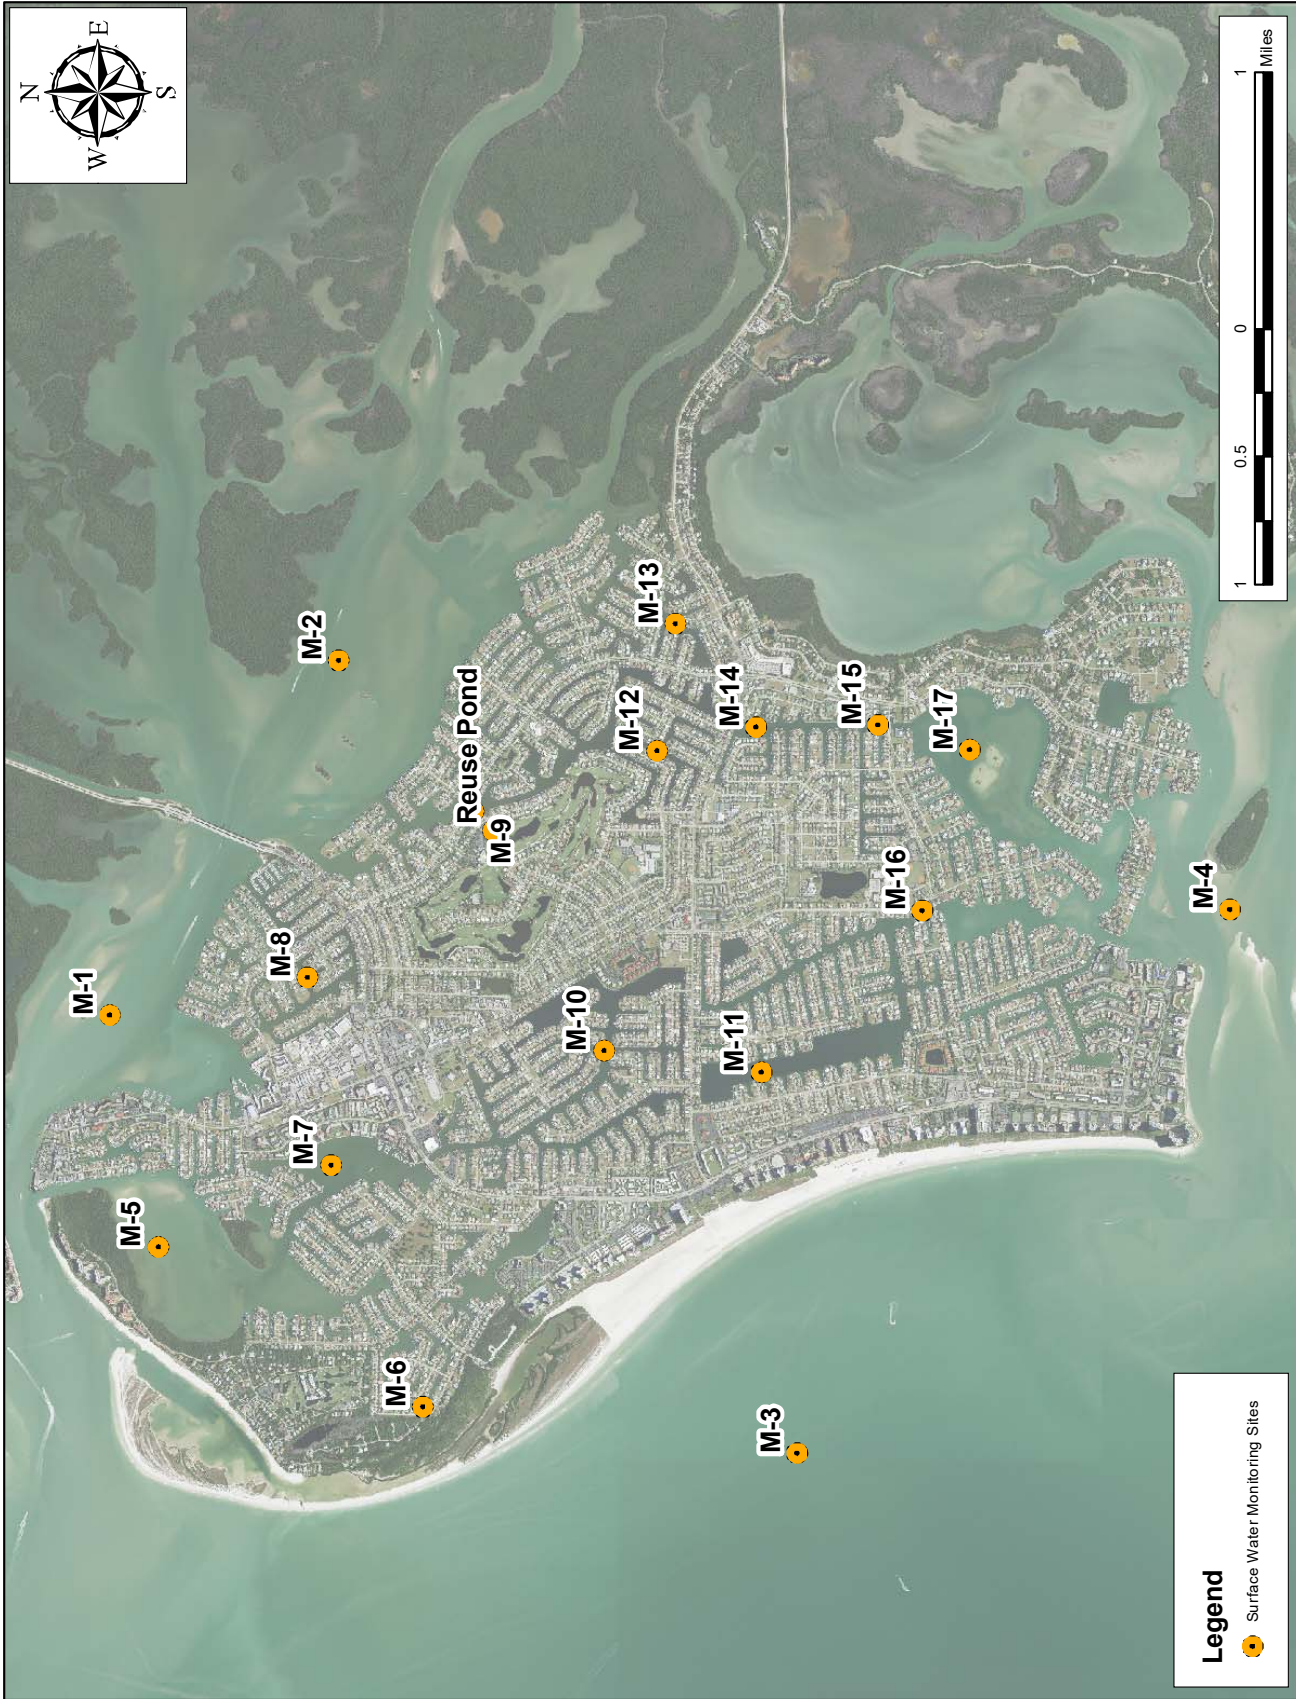 N
W
E
S
M-1
M-2
M-5
M-7
M-8
M-6
Reuse Pond
M-9
M-10
M-12
M-13
M-11
M-14
M-3
M-15
M-16
M-17
M-4
Legend
Surface Water Monitoring Sites
1
0.5
0
1
Miles